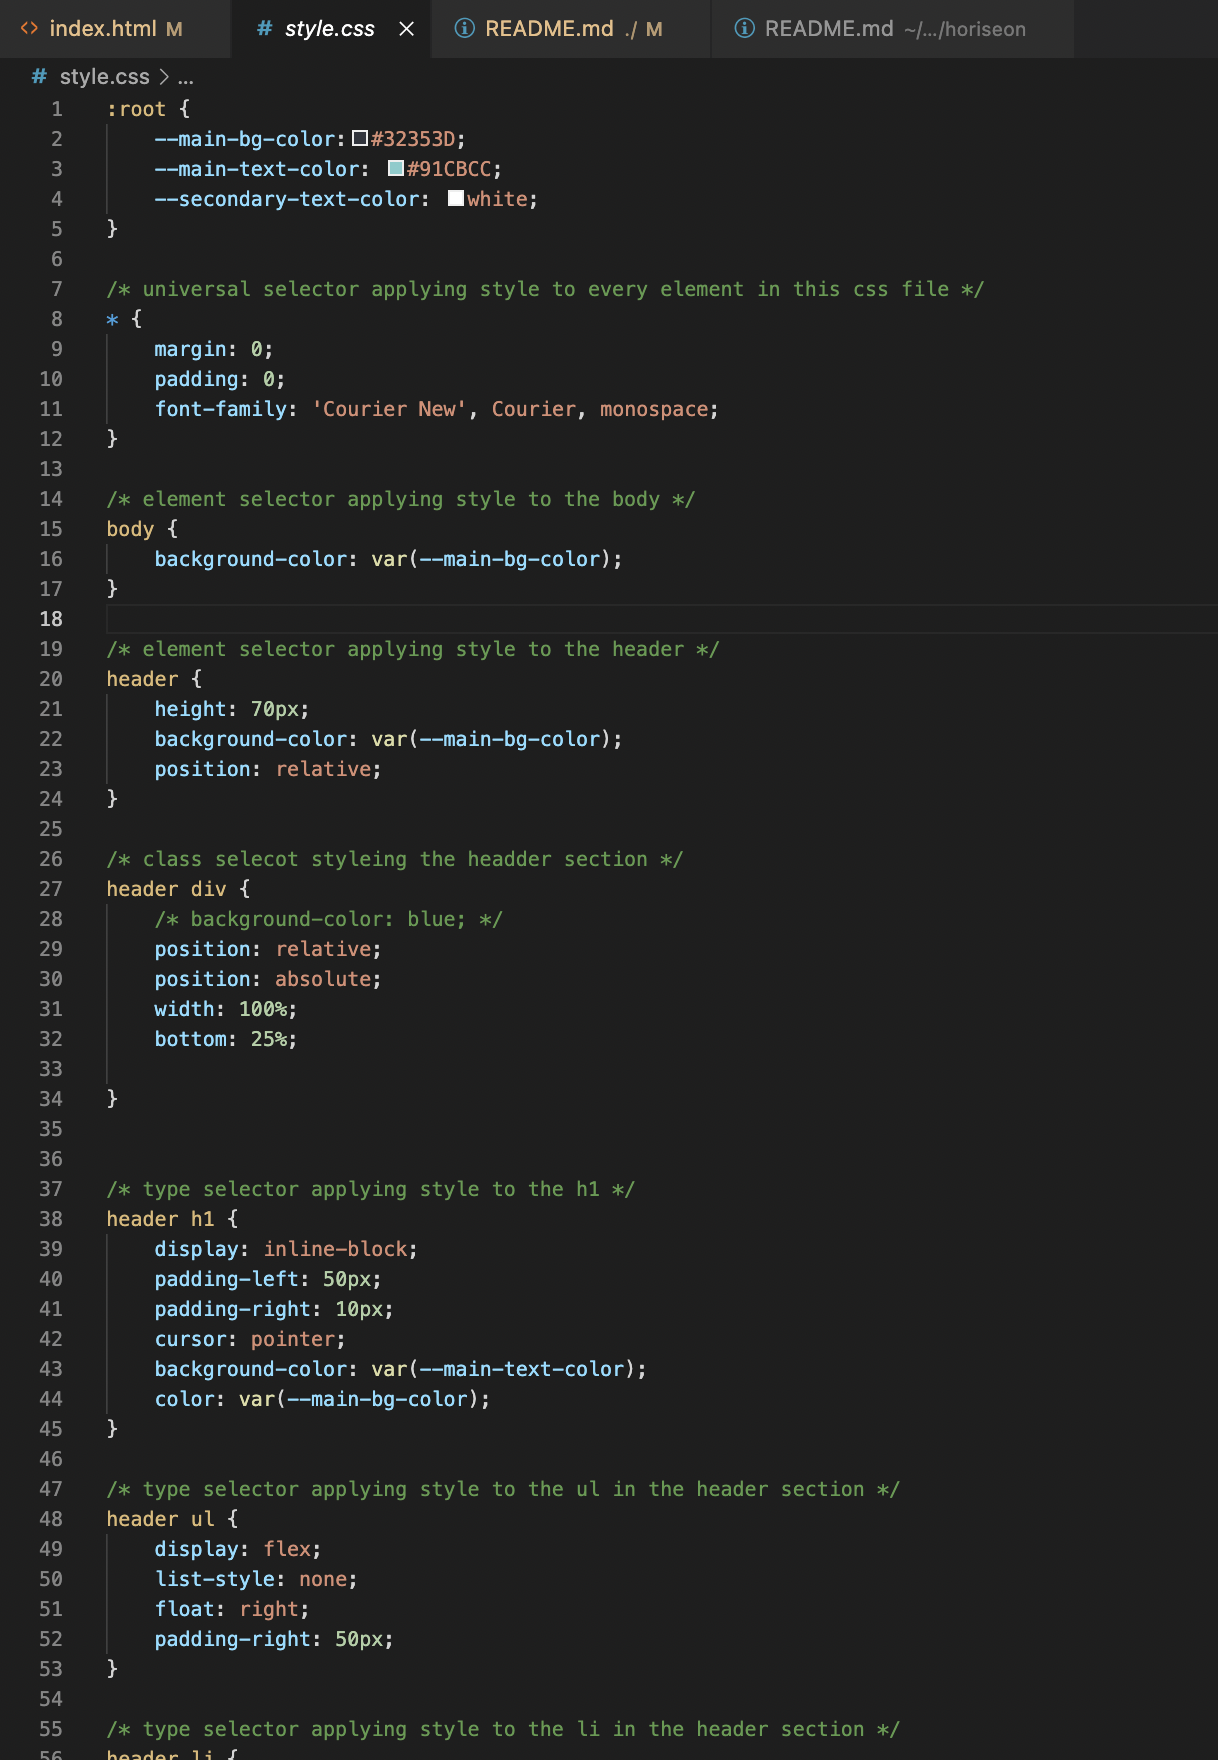 <> index.html M # style.css × ⓘ README.md ./ M ⓘ README.md ~/.../horiseon
# style.css > ...
1 :root {
2     --main-bg-color: #32353D;
3     --main-text-color: #91CBCC;
4     --secondary-text-color: white;
5 }
6
7 /* universal selector applying style to every element in this css file */
8 * {
9     margin: 0;
10     padding: 0;
11     font-family: 'Courier New', Courier, monospace;
12 }
13
14 /* element selector applying style to the body */
15 body {
16     background-color: var(--main-bg-color);
17 }
18
19 /* element selector applying style to the header */
20 header {
21     height: 70px;
22     background-color: var(--main-bg-color);
23     position: relative;
24 }
25
26 /* class selecot styleing the headder section */
27 header div {
28     /* background-color: blue; */
29     position: relative;
30     position: absolute;
31     width: 100%;
32     bottom: 25%;
33
34 }
35
36
37 /* type selector applying style to the h1 */
38 header h1 {
39     display: inline-block;
40     padding-left: 50px;
41     padding-right: 10px;
42     cursor: pointer;
43     background-color: var(--main-text-color);
44     color: var(--main-bg-color);
45 }
46
47 /* type selector applying style to the ul in the header section */
48 header ul {
49     display: flex;
50     list-style: none;
51     float: right;
52     padding-right: 50px;
53 }
54
55 /* type selector applying style to the li in the header section */
56 header li {